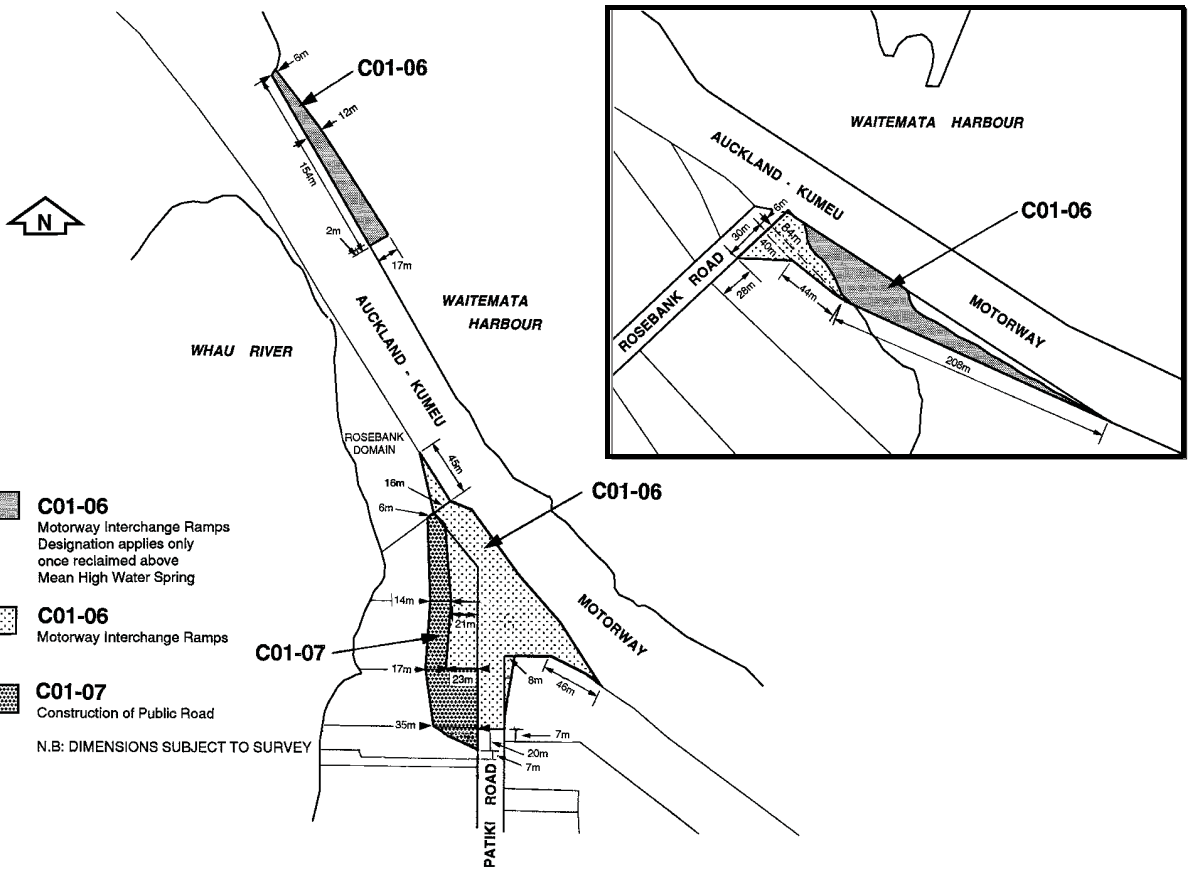 6m
C01-06
12m
154m
2m
17m
N
WAITEMATA
HARBOUR
WHAU RIVER
AUCKLAND - KUMEU
ROSEBANK
DOMAIN
45m
16m
6m
C01-06
14m
21m
C01-07
17m
23m
8m
46m
MOTORWAY
35m
7m
20m
7m
PATIKI ROAD
C01-06
Motorway Interchange Ramps
Designation applies only
once reclaimed above
Mean High Water Spring
C01-06
Motorway Interchange Ramps
C01-07
Construction of Public Road
N.B: DIMENSIONS SUBJECT TO SURVEY
WAITEMATA HARBOUR
AUCKLAND - KUMEU
C01-06
6m
30m
84m
40m
28m
44m
ROSEBANK ROAD
MOTORWAY
208m